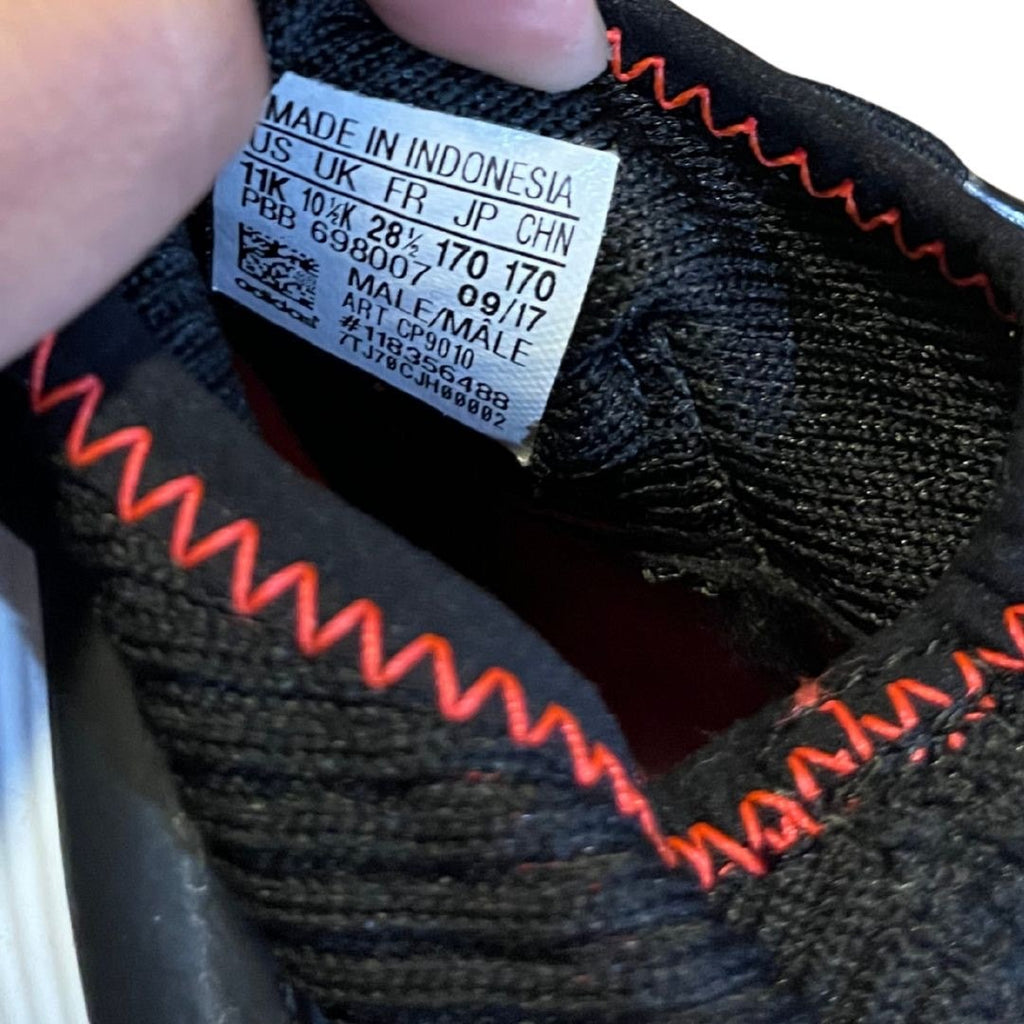 MADE IN INDONESIA
US UK FR JP CHN
11K 10½K 28½ 170 170
PBB 698007 09/17
MALE/MÂLE
ART CP9010
#118356488
7TJ70CJH00002
adidas